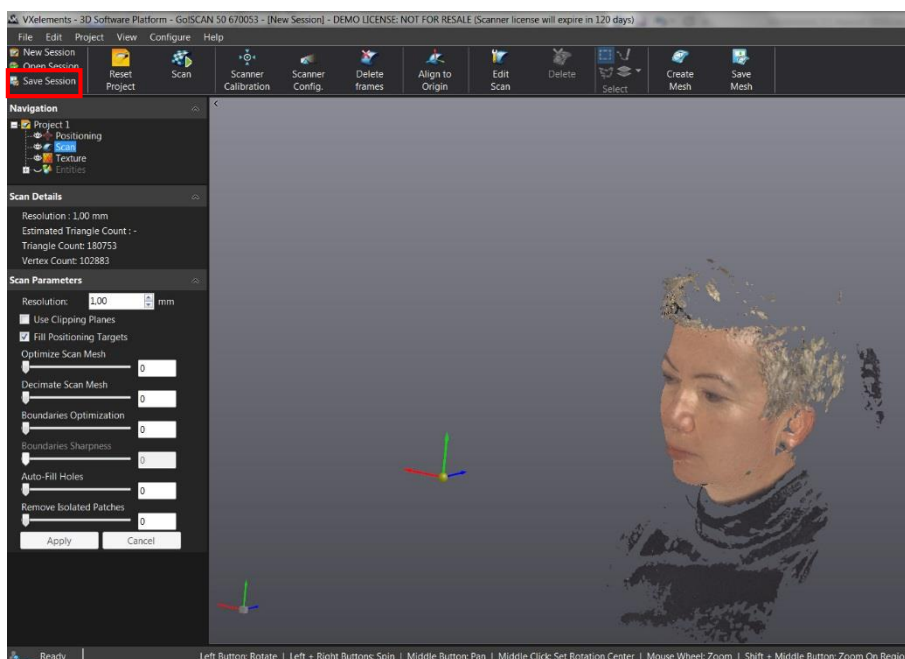 VXelements - 3D Software Platform - Go!SCAN 50 670053 - [New Session] - DEMO LICENSE: NOT FOR RESALE (Scanner license will expire in 120 days)
File Edit Project View Configure Help
New Session
Open Session
Save Session
Reset Project
Scan
Scanner Calibration
Scanner Config.
Delete frames
Align to Origin
Edit Scan
Delete
Select
Create Mesh
Save Mesh
Navigation
Project 1
Positioning
Scan
Texture
Entities
Scan Details
Resolution : 1,00 mm
Estimated Triangle Count : -
Triangle Count: 180753
Vertex Count: 102883
Scan Parameters
Resolution: 1,00 mm
Use Clipping Planes
Fill Positioning Targets
Optimize Scan Mesh
0
Decimate Scan Mesh
0
Boundaries Optimization
0
Boundaries Sharpness
0
Auto-Fill Holes
0
Remove Isolated Patches
0
Apply Cancel
Ready Left Button: Rotate | Left + Right Buttons: Spin | Middle Button: Pan | Middle Click: Set Rotation Center | Mouse Wheel: Zoom | Shift + Middle Button: Zoom On Regio